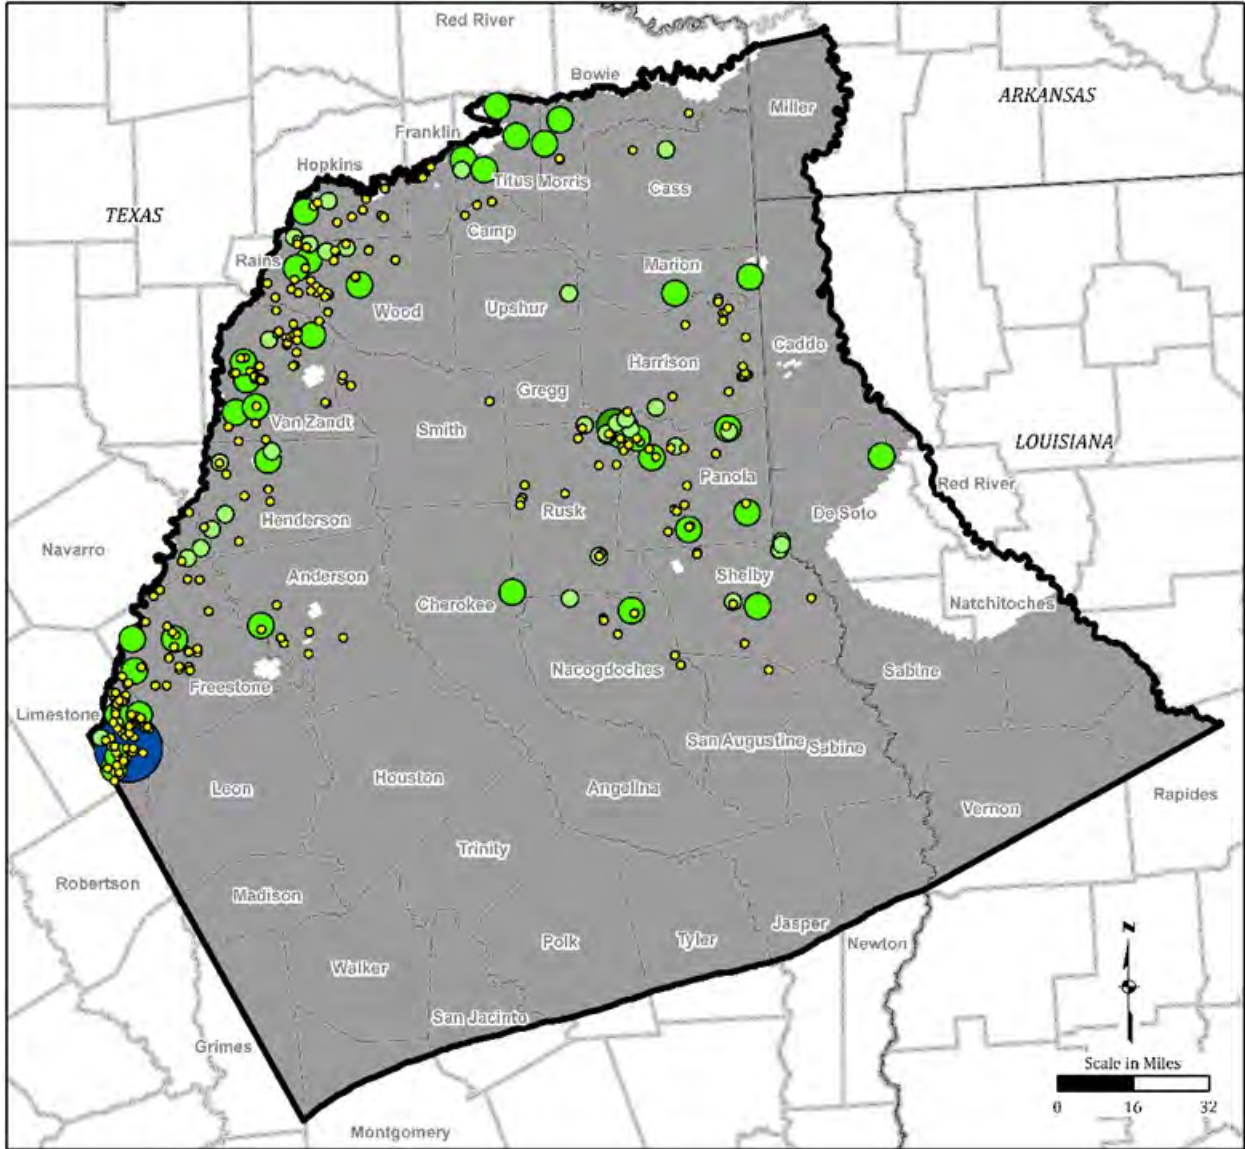 Red River
Bowie
ARKANSAS
Miller
Franklin
Hopkins
Titus Morris
Cass
TEXAS
Camp
Rains
Marion
Wood
Upshur
Caddo
Harrison
Gregg
Van Zandt
Smith
LOUISIANA
Panola
Red River
Rusk
De Soto
Henderson
Navarro
Anderson
Shelby
Cherokee
Natchitoches
Nacogdoches
Sabine
Freestone
Limestone
San Augustine Sabine
Houston
Leon
Angelina
Rapides
Vernon
Trinity
Robertson
Madison
Jasper
Polk
Tyler
Newton
N
Walker
San Jacinto
Grimes
Scale in Miles
0 16 32
Montgomery